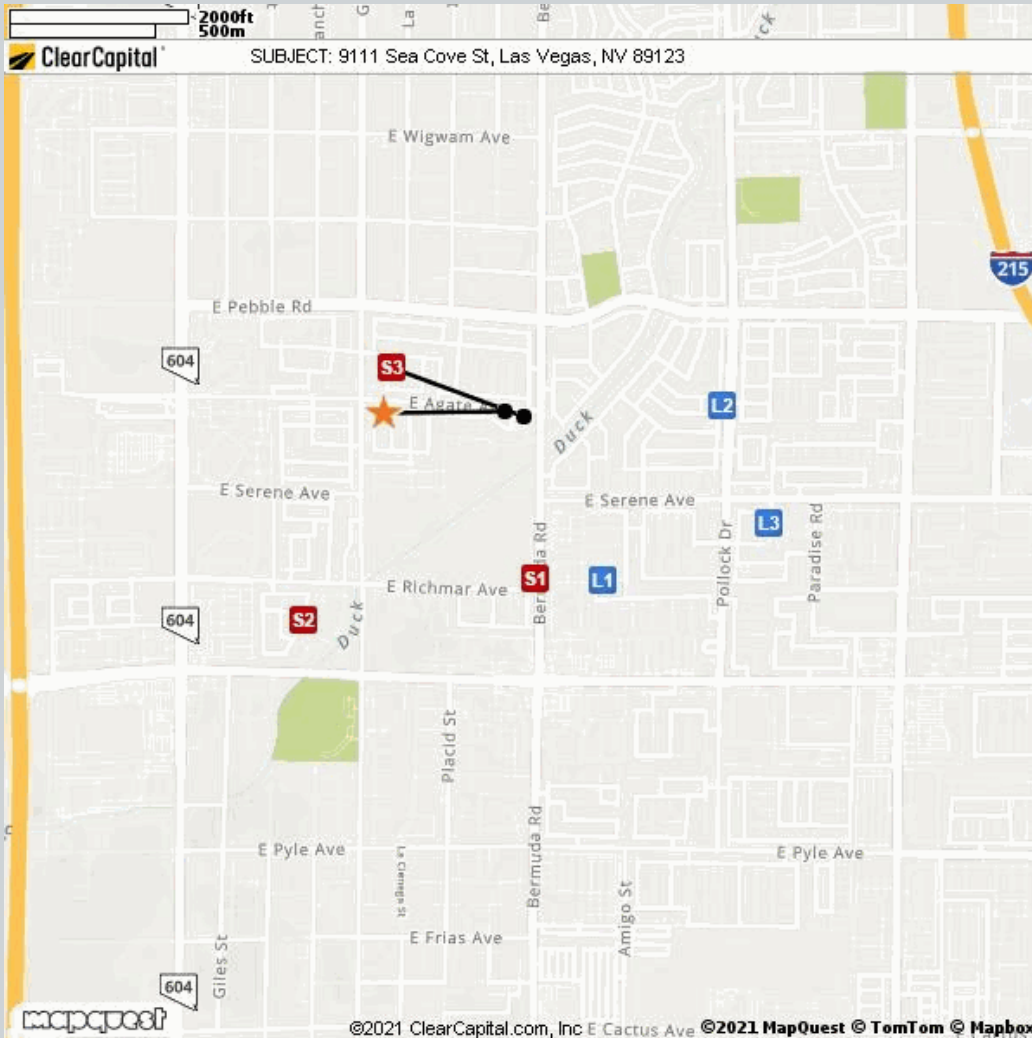 2000ft
500m
ClearCapital
SUBJECT: 9111 Sea Cove St, Las Vegas, NV 89123
Duck
E Wigwam Ave
215
E Pebble Rd
604
S3
E Agate
L2
Duck
E Serene Ave
E Serene Ave
L3
Pollock Dr
Paradise Rd
Bermuda Rd
S1
L1
E Richmar Ave
604
S2
Duck
Placid St
E Pyle Ave
Bermuda Rd
E Pyle Ave
La Cienega St
Amigo St
E Frias Ave
Giles St
604
mapquest
©2021 ClearCapital.com, Inc
E Cactus Ave
©2021 MapQuest © TomTom © Mapbox